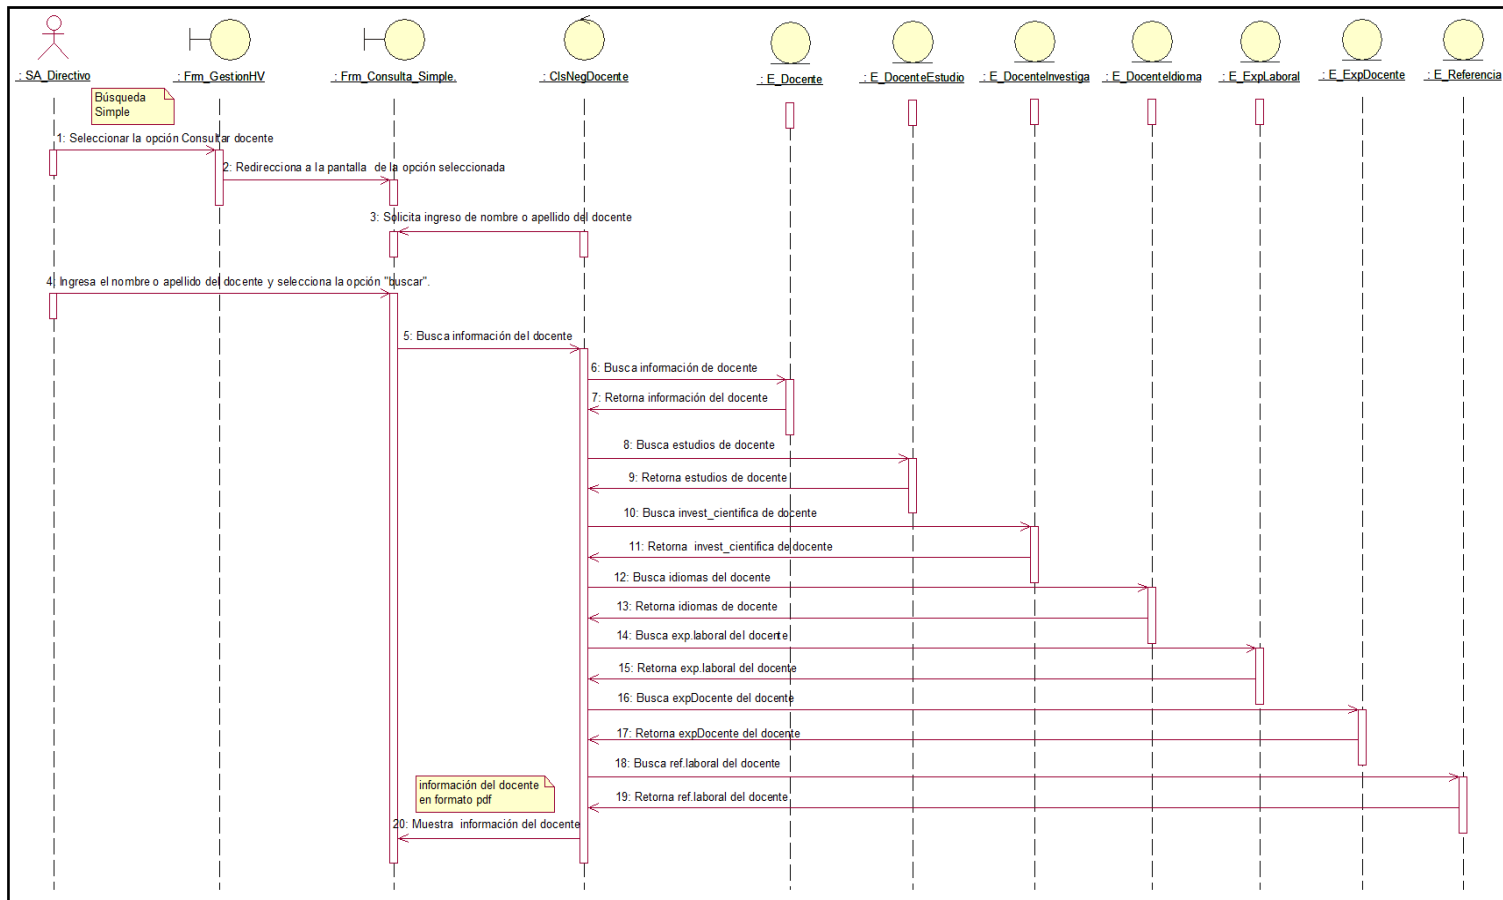 : SA_Directivo
: Frm_GestionHV
: Frm_Consulta_Simple.
: ClsNegDocente
: E_Docente
: E_DocenteEstudio
: E_DocenteInvestiga
: E_DocenteIdioma
: E_ExpLaboral
: E_ExpDocente
: E_Referencia
Búsqueda
Simple
1: Seleccionar la opción Consultar docente
2: Redirecciona a la pantalla de la opción seleccionada
3: Solicita ingreso de nombre o apellido del docente
4: Ingresa el nombre o apellido del docente y selecciona la opción "buscar".
5: Busca información del docente
6: Busca información de docente
7: Retorna información del docente
8: Busca estudios de docente
9: Retorna estudios de docente
10: Busca invest_cientifica de docente
11: Retorna invest_cientifica de docente
12: Busca idiomas del docente
13: Retorna idiomas de docente
14: Busca exp.laboral del docente
15: Retorna exp.laboral del docente
16: Busca expDocente del docente
17: Retorna expDocente del docente
18: Busca ref.laboral del docente
19: Retorna ref.laboral del docente
información del docente
en formato pdf
20: Muestra información del docente